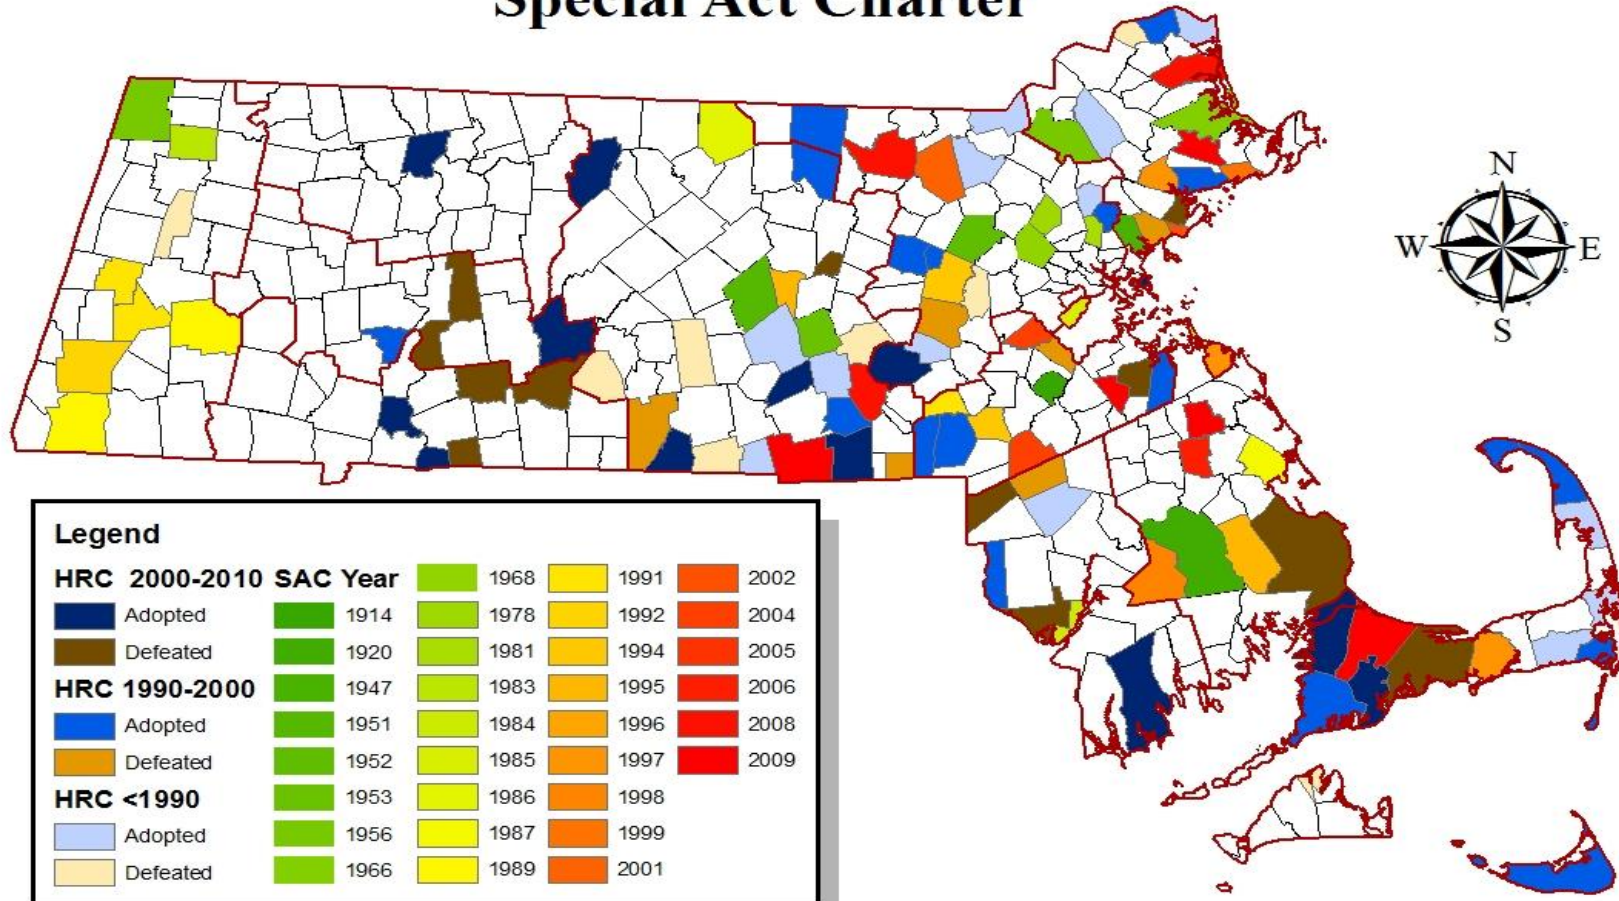 Special Act Charter
N
W E
S
Legend
HRC 2000-2010 SAC Year 1968 1991 2002
Adopted 1914 1978 1992 2004
Defeated 1920 1981 1994 2005
HRC 1990-2000 1947 1983 1995 2006
Adopted 1951 1984 1996 2008
Defeated 1952 1985 1997 2009
HRC <1990 1953 1986 1998
Adopted 1956 1987 1999
Defeated 1966 1989 2001